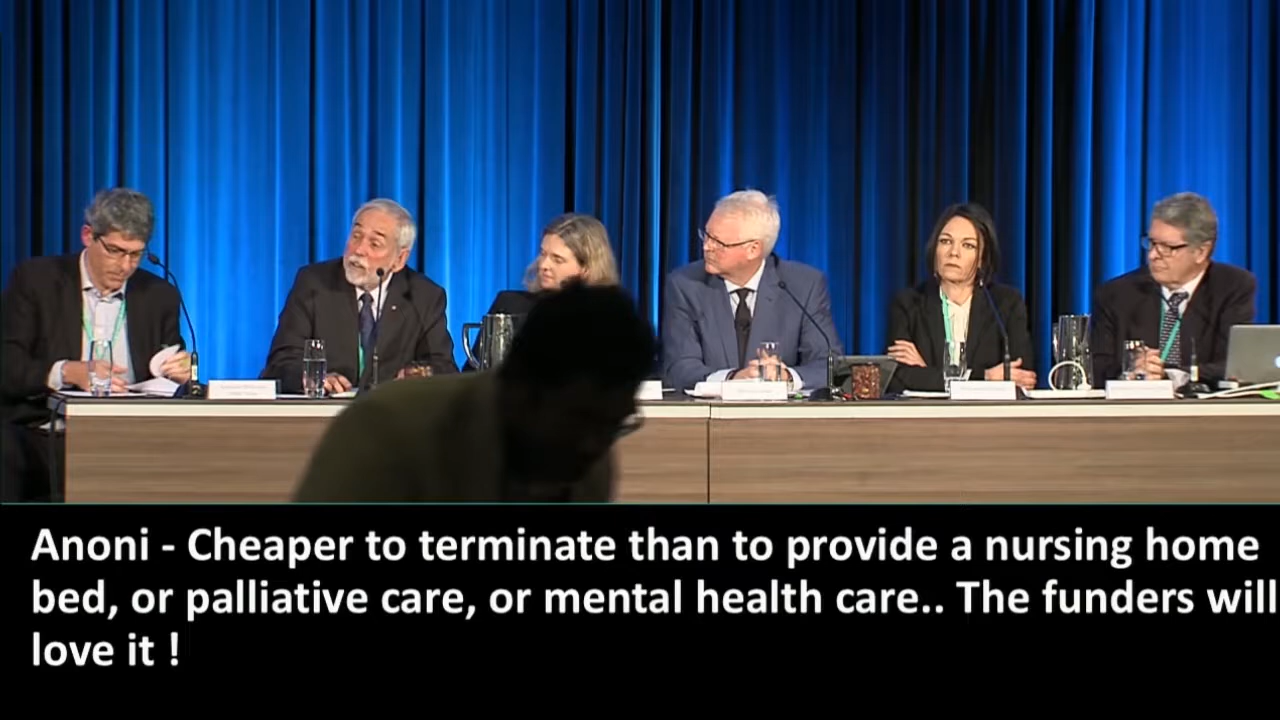 Anoni - Cheaper to terminate than to provide a nursing home
bed, or palliative care, or mental health care.. The funders will
love it !